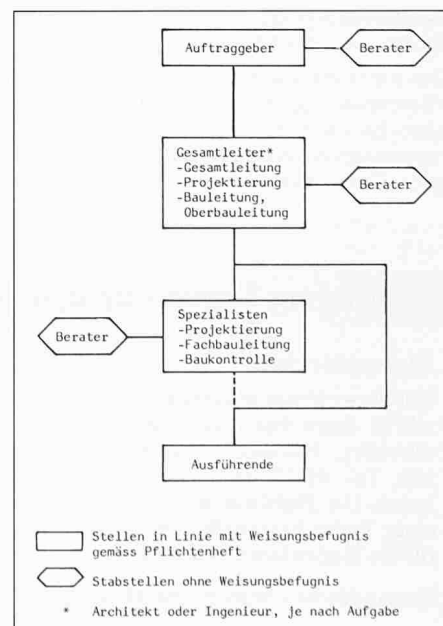 Auftraggeber
Berater
Gesamtleiter*
-Gesamtleitung
-Projektierung
-Bauleitung,
Oberbauleitung
Berater
Spezialisten
-Projektierung
-Fachbauleitung
-Baukontrolle
Berater
Ausführende
Stellen in Linie mit Weisungsbefugnis
gemäss Pflichtenheft
Stabstellen ohne Weisungsbefugnis
* Architekt oder Ingenieur, je nach Aufgabe